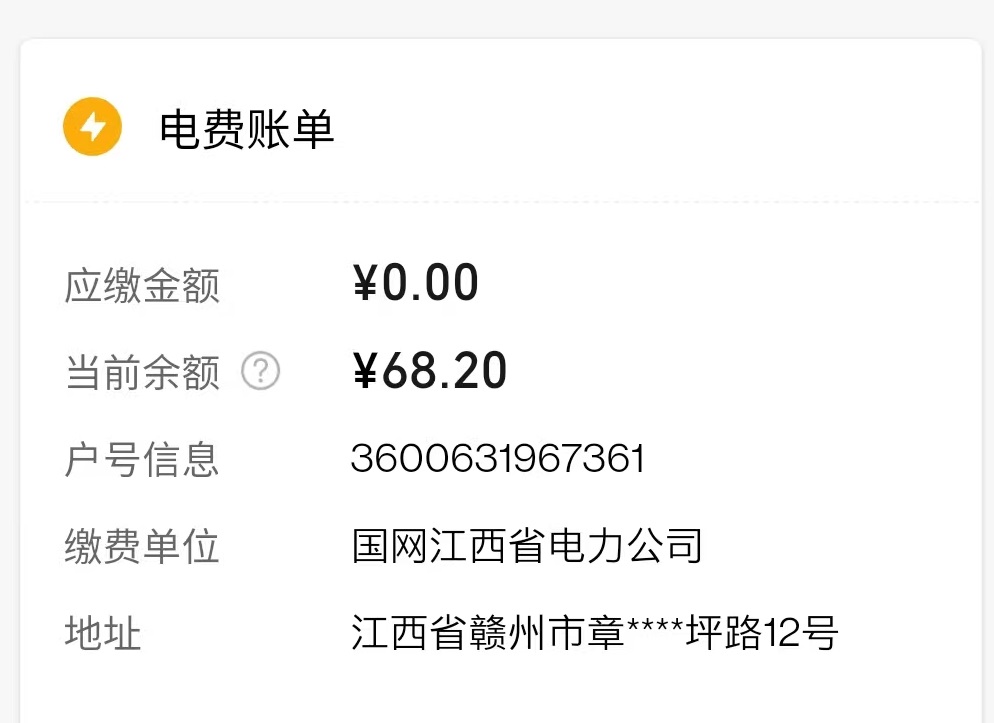 电费账单
应缴金额 ¥0.00
当前余额 ? ¥68.20
户号信息 3600631967361
缴费单位 国网江西省电力公司
地址 江西省赣州市章****坪路12号